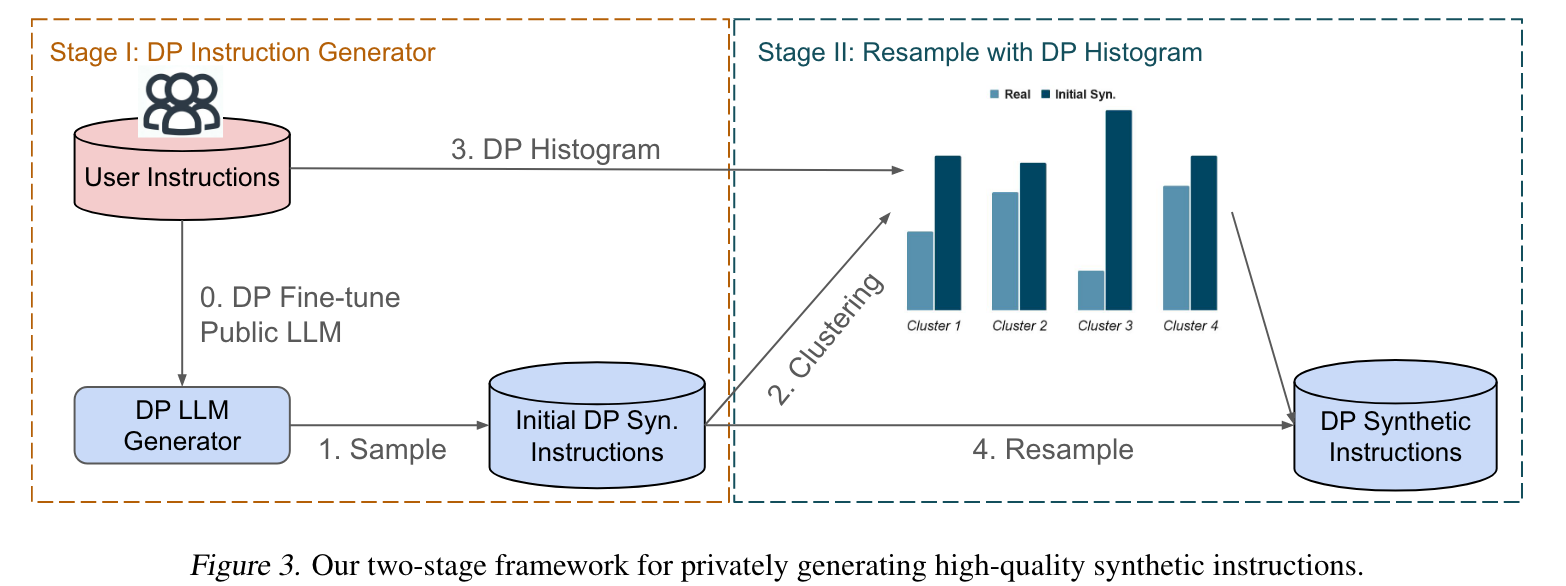 Stage I: DP Instruction Generator
User Instructions
0. DP Fine-tune
Public LLM
DP LLM
Generator
1. Sample
Initial DP Syn.
Instructions
3. DP Histogram
2. Clustering
Stage II: Resample with DP Histogram
Real Initial Syn.
Cluster 1 Cluster 2 Cluster 3 Cluster 4
4. Resample
DP Synthetic
Instructions
Figure 3. Our two-stage framework for privately generating high-quality synthetic instructions.